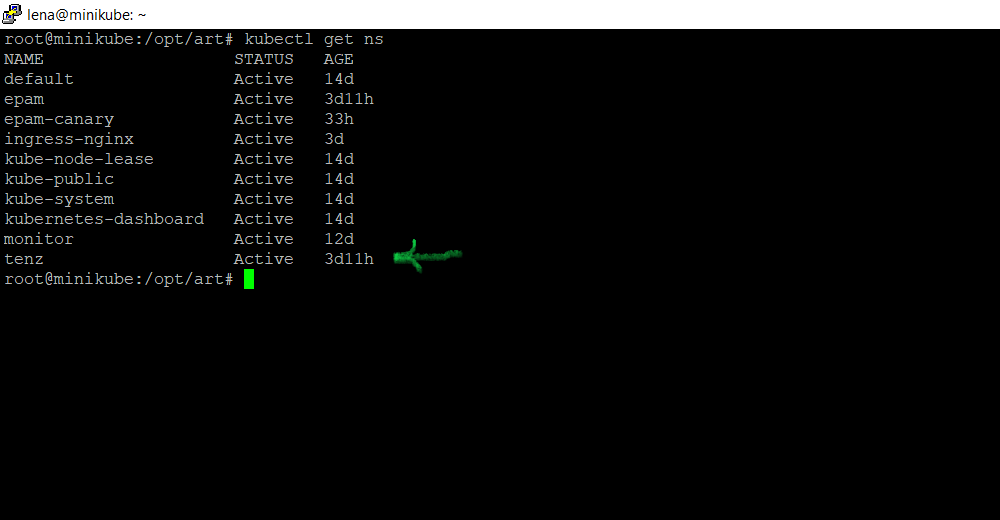 lena@minikube: ~
root@minikube:/opt/art# kubectl get ns
NAME                   STATUS   AGE
default                Active   14d
epam                   Active   3d11h
epam-canary            Active   33h
ingress-nginx          Active   3d
kube-node-lease        Active   14d
kube-public            Active   14d
kube-system            Active   14d
kubernetes-dashboard   Active   14d
monitor                Active   12d
tenz                   Active   3d11h
root@minikube:/opt/art#